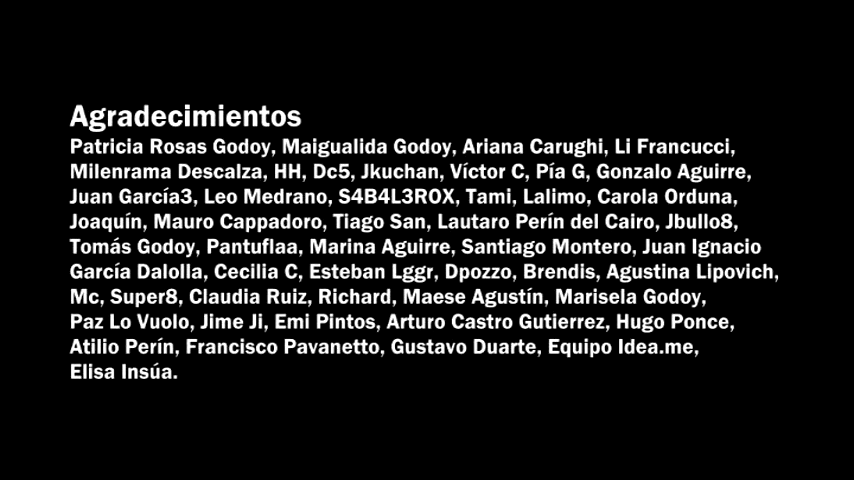 Agradecimientos
Patricia Rosas Godoy, Maigualida Godoy, Ariana Carughi, Li Francucci,
Milenrama Descalza, HH, Dc5, Jkuchan, Víctor C, Pía G, Gonzalo Aguirre,
Juan García3, Leo Medrano, S4B4L3ROX, Tami, Lalimo, Carola Orduna,
Joaquín, Mauro Cappadoro, Tiago San, Lautaro Perín del Cairo, Jbullo8,
Tomás Godoy, Pantuflaa, Marina Aguirre, Santiago Montero, Juan Ignacio
García Dalolla, Cecilia C, Esteban Lggr, Dpozzo, Brendis, Agustina Lipovich,
Mc, Super8, Claudia Ruiz, Richard, Maese Agustín, Marisela Godoy,
Paz Lo Vuolo, Jime Ji, Emi Pintos, Arturo Castro Gutierrez, Hugo Ponce,
Atilio Perín, Francisco Pavanetto, Gustavo Duarte, Equipo Idea.me,
Elisa Insúa.